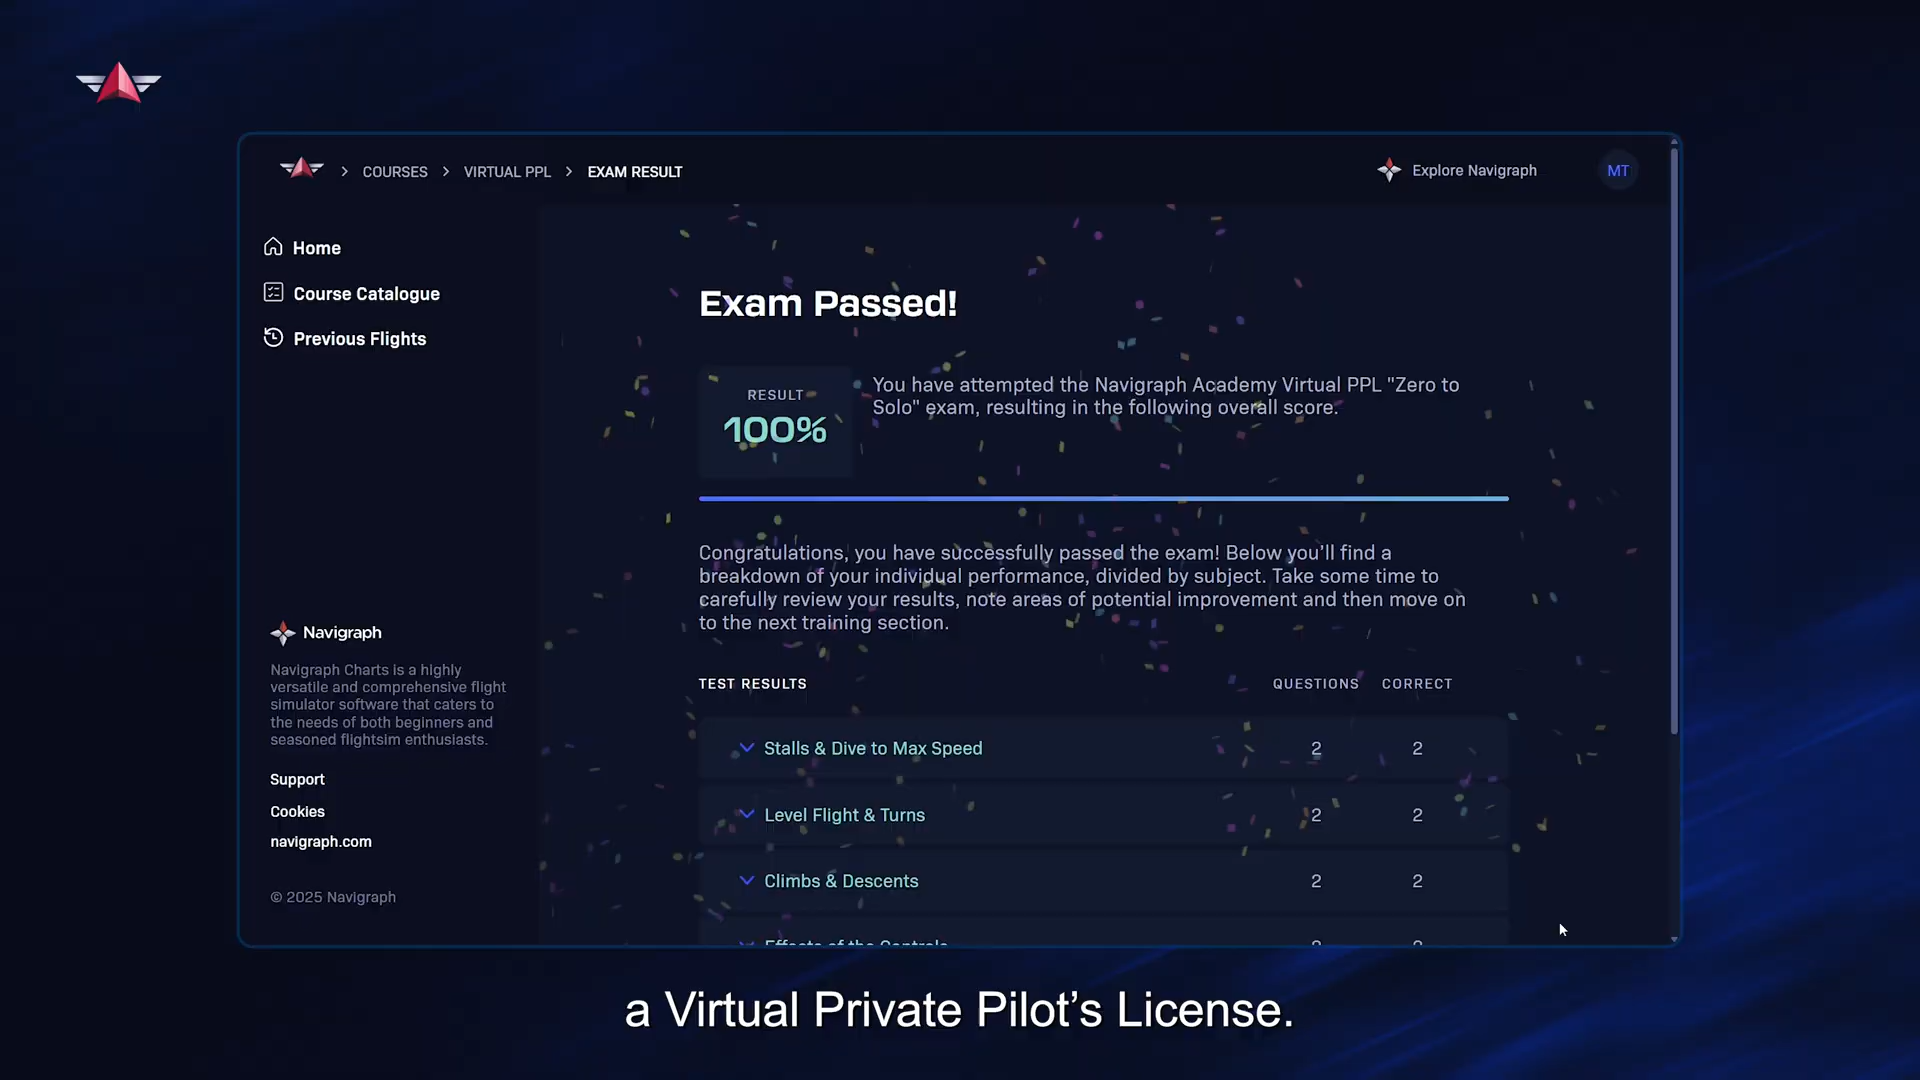 COURSES
VIRTUAL PPL
EXAM RESULT
Explore Navigraph
MT
Home
Course Catalogue
Previous Flights
Exam Passed!
RESULT
100%
You have attempted the Navigraph Academy Virtual PPL "Zero to
Solo" exam, resulting in the following overall score.
Congratulations, you have successfully passed the exam! Below you'll find a
breakdown of your individual performance, divided by subject. Take some time to
carefully review your results, note areas of potential improvement and then move on
to the next training section.
TEST RESULTS QUESTIONS CORRECT
Stalls & Dive to Max Speed 2 2
Level Flight & Turns 2 2
Climbs & Descents 2 2
Effects of the Controls 2 2
Navigraph
Navigraph Charts is a highly
versatile and comprehensive flight
simulator software that caters to
the needs of both beginners and
seasoned flightsim enthusiasts.
Support
Cookies
navigraph.com
© 2025 Navigraph
a Virtual Private Pilot’s License.